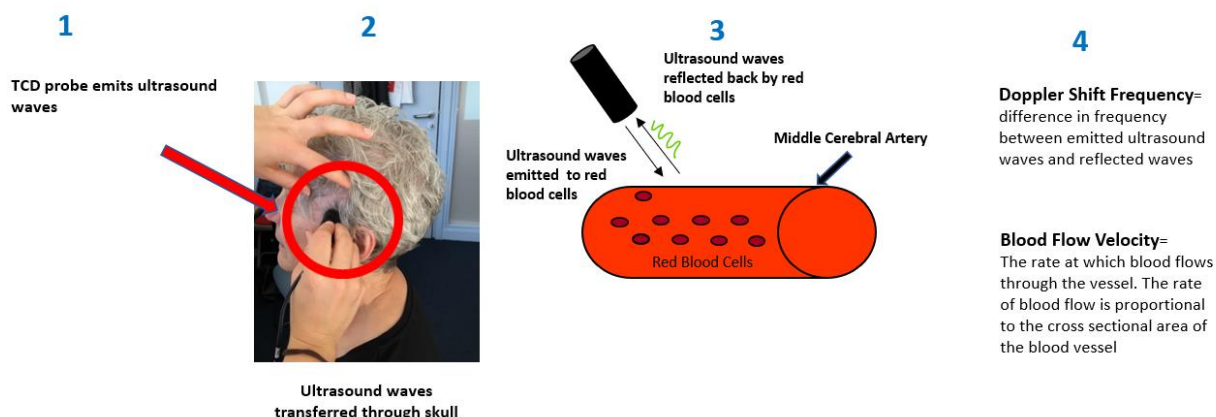 1
TCD probe emits ultrasound
waves
2
Ultrasound waves
transferred through skull
3
Ultrasound waves
reflected back by red
blood cells
Ultrasound waves
emitted to red
blood cells
Middle Cerebral Artery
Red Blood Cells
4
Doppler Shift Frequency=
difference in frequency
between emitted ultrasound
waves and reflected waves
Blood Flow Velocity=
The rate at which blood flows
through the vessel. The rate
of blood flow is proportional
to the cross sectional area of
the blood vessel